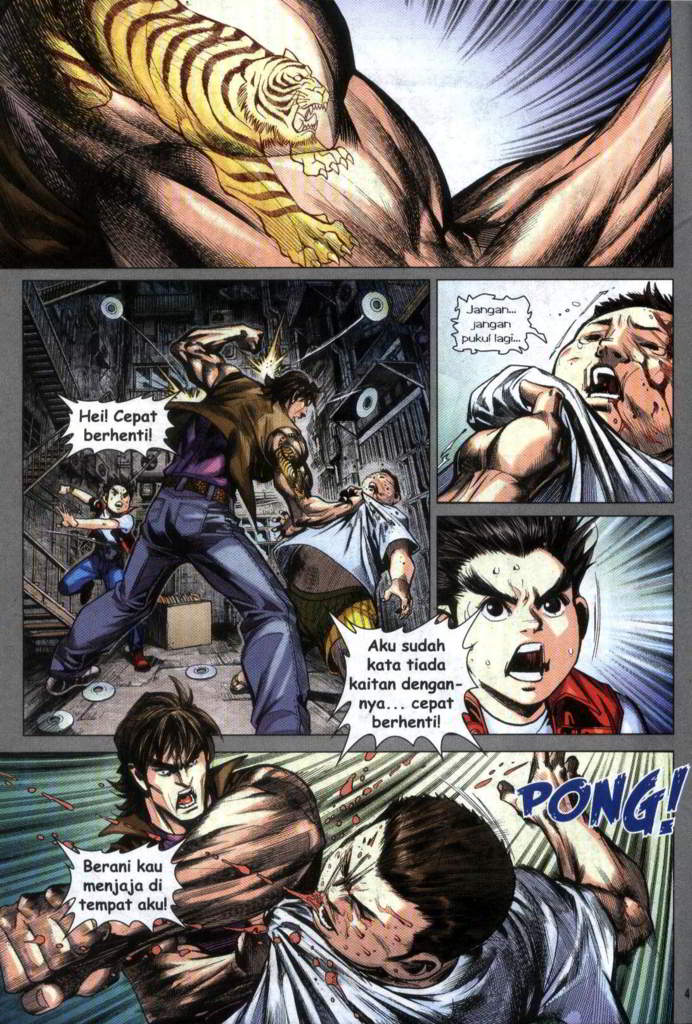 Hei! Cepat
berhenti!
Jangan...
jangan
pukul lagi...
Aku sudah
kata tiada
kaitan dengan-
nya... cepat
berhenti!
Berani kau
menjaja di
tempat aku!
PONG!
4